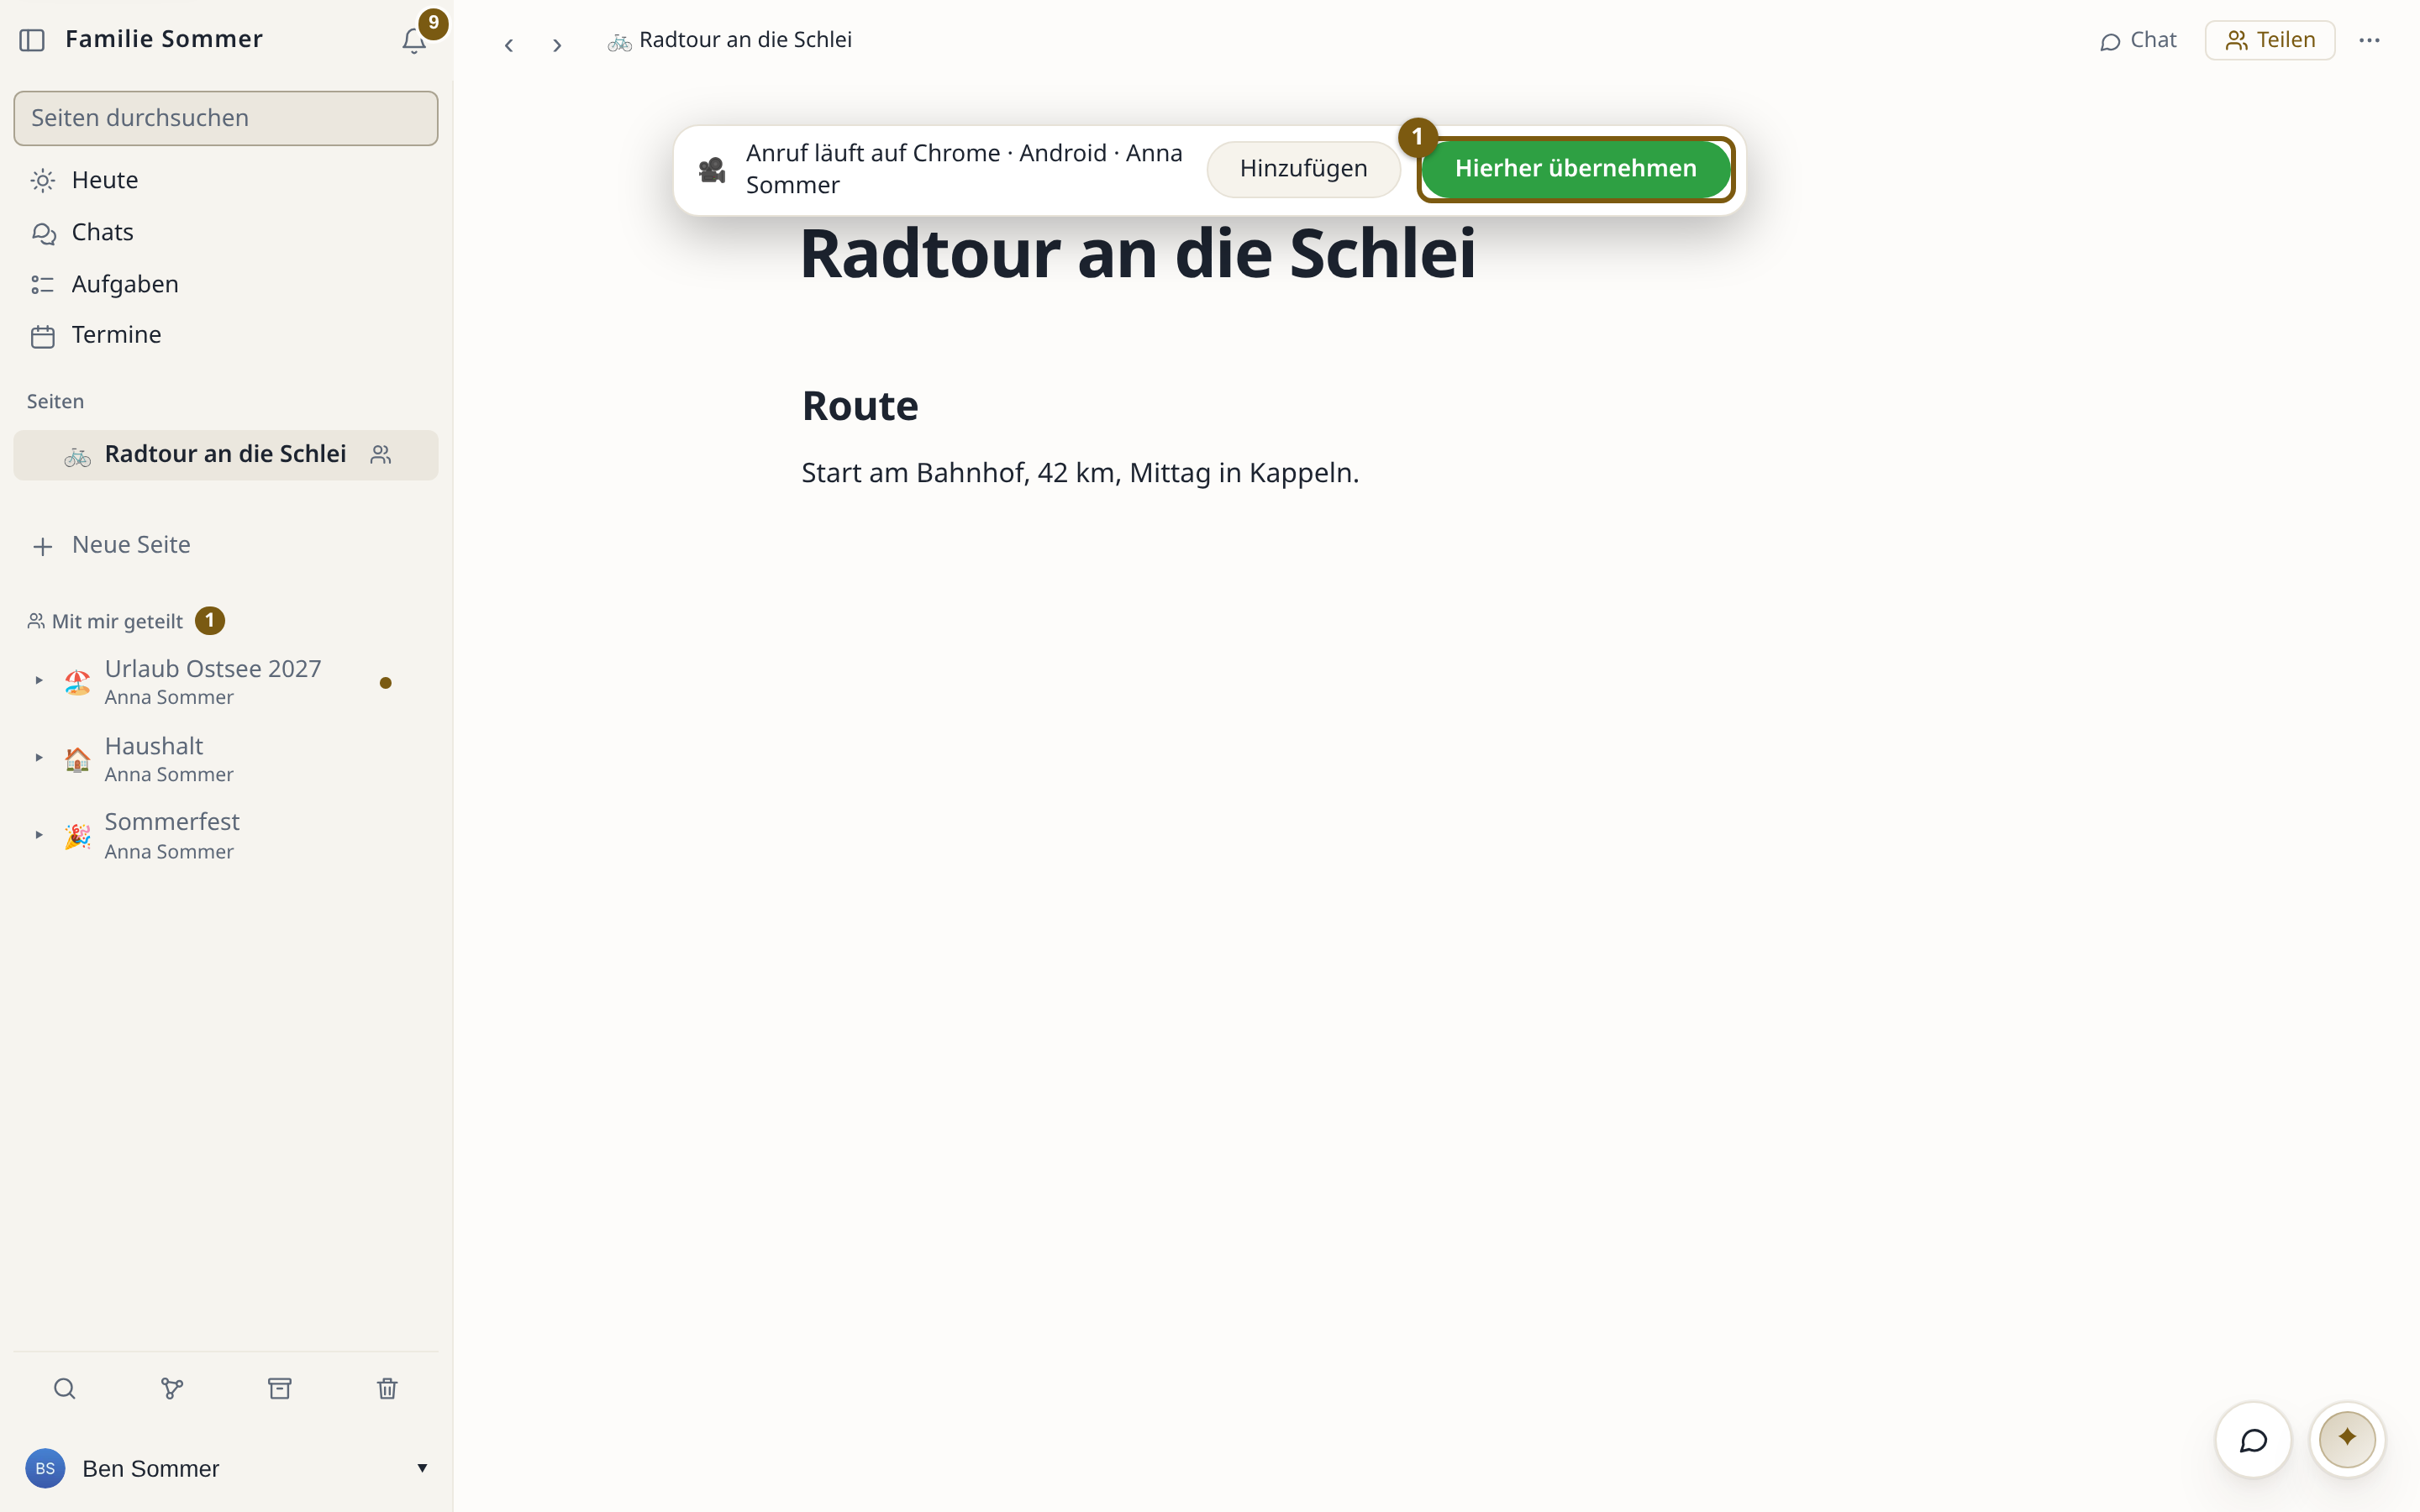 Familie Sommer
9
Seiten durchsuchen
Heute
Chats
Aufgaben
Termine
Seiten
Radtour an die Schlei
Neue Seite
Mit mir geteilt 1
Urlaub Ostsee 2027
Anna Sommer
Haushalt
Anna Sommer
Sommerfest
Anna Sommer
BS Ben Sommer
Radtour an die Schlei
Chat
Teilen
Anruf läuft auf Chrome · Android · Anna
Sommer
Hinzufügen
1
Hierher übernehmen
Radtour an die Schlei
Route
Start am Bahnhof, 42 km, Mittag in Kappeln.